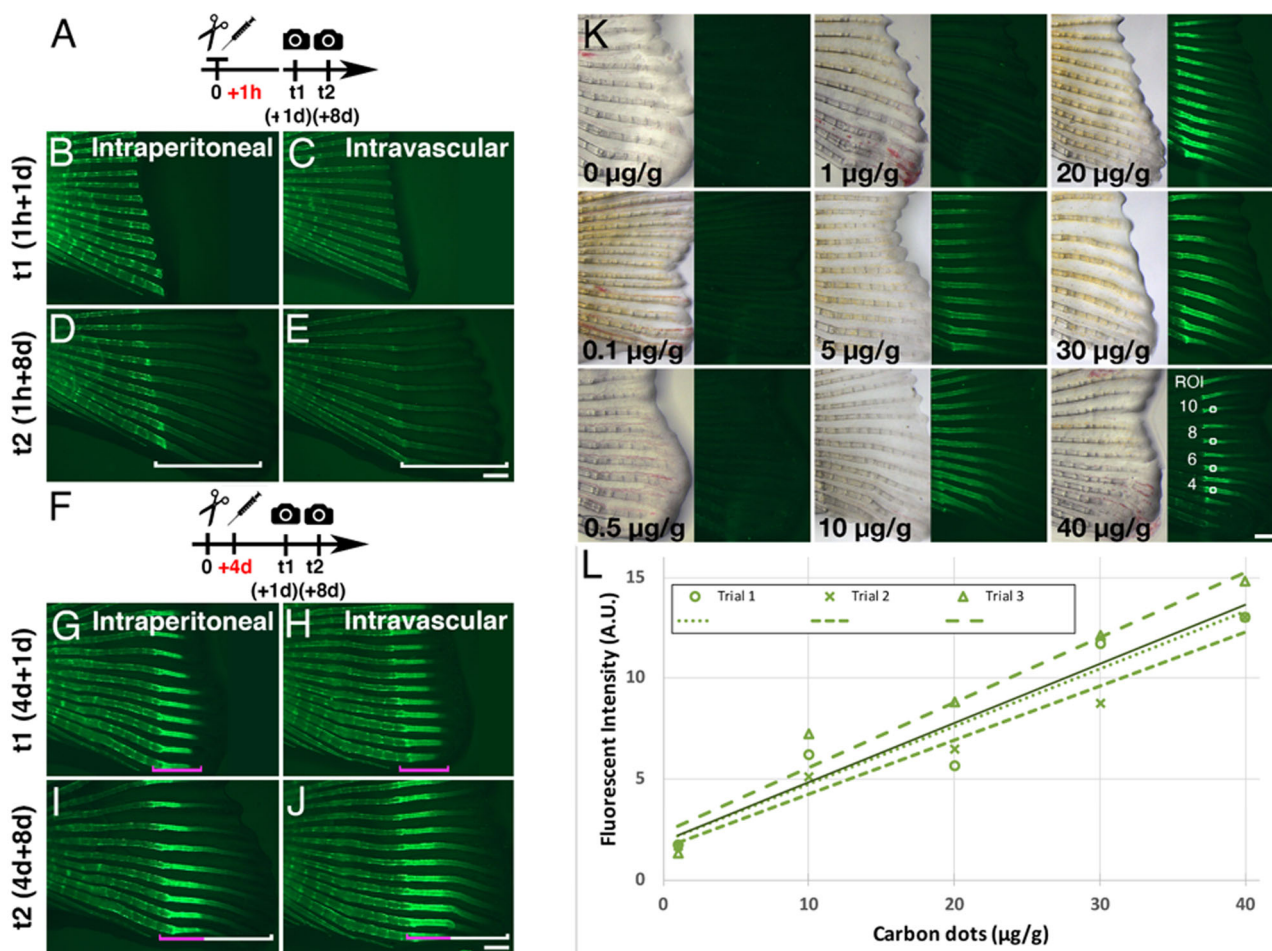 A
0 +1h t1 t2
(+1d)(+8d)
t1 (1h+1d)
B Intraperitoneal
C Intravascular
t2 (1h+8d)
D
E
F
0 +4d t1 t2
(+1d)(+8d)
t1 (4d+1d)
G Intraperitoneal
H Intravascular
t2 (4d+8d)
I
J
K
0 µg/g
1 µg/g
20 µg/g
0.1 µg/g
5 µg/g
30 µg/g
0.5 µg/g
10 µg/g
40 µg/g
ROI
10
8
6
4
L
Trial 1
Trial 2
Trial 3
Fluorescent Intensity (A.U.)
15
10
5
0
0 10 20 30 40
Carbon dots (µg/g)